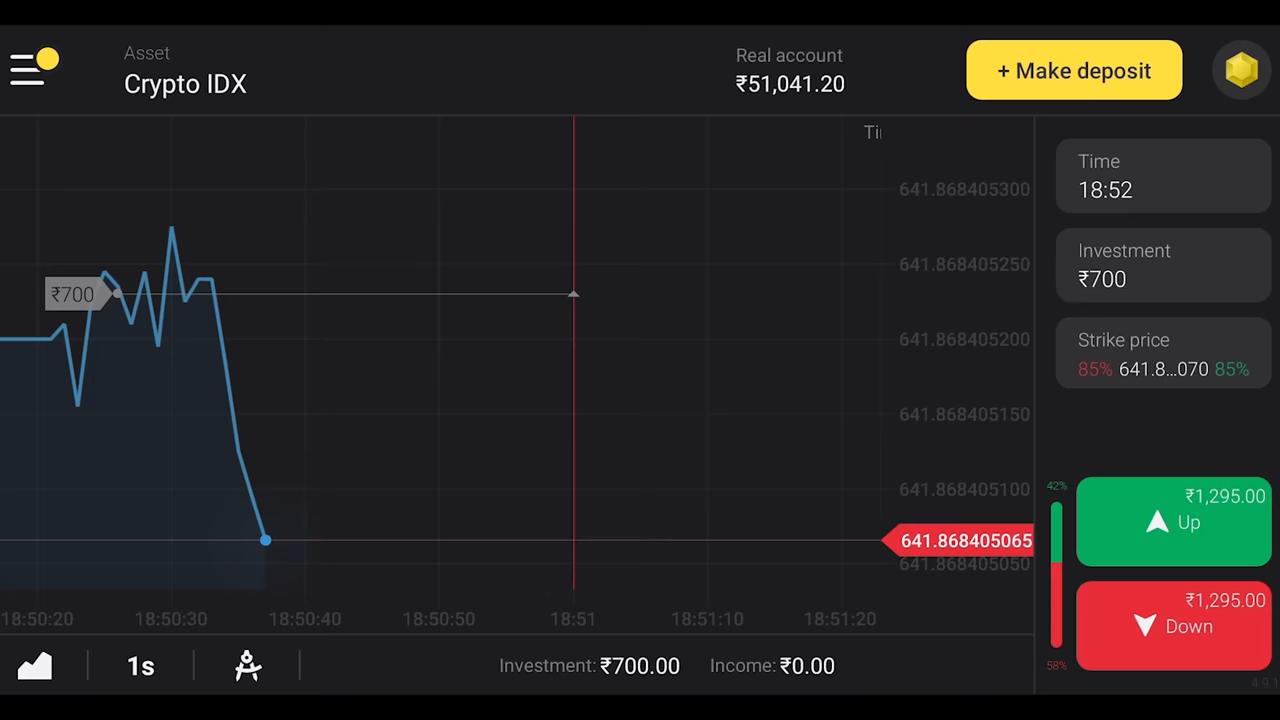 Asset
Crypto IDX
Real account
₹51,041.20
+ Make deposit
Time
18:52
641.868405300
Investment
₹700
641.868405250
₹700
641.868405200
Strike price
85% 641.8...070 85%
641.868405150
641.868405100
42%
₹1,295.00
Up
641.868405065
641.868405050
₹1,295.00
Down
58%
18:50:20 18:50:30 18:50:40 18:50:50 18:51 18:51:10 18:51:20
1s
Investment: ₹700.00 Income: ₹0.00